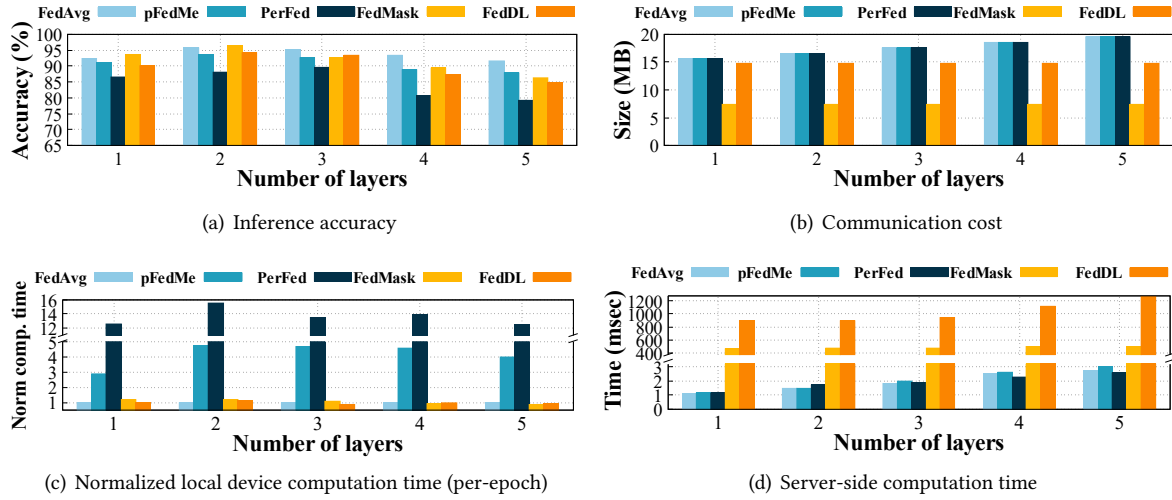 FedAvg pFedMe PerFed FedMask FedDL
Accuracy (%)
100
95
90
85
80
75
70
65
1 2 3 4 5
Number of layers
(a) Inference accuracy
FedAvg pFedMe PerFed FedMask FedDL
Size (MB)
20
15
10
5
0
1 2 3 4 5
Number of layers
(b) Communication cost
FedAvg pFedMe PerFed FedMask FedDL
Norm comp. time
16
14
12
5
4
3
2
1
1 2 3 4 5
Number of layers
(c) Normalized local device computation time (per-epoch)
FedAvg pFedMe PerFed FedMask FedDL
Time (msec)
1200
1000
800
600
400
3
2
1
0
1 2 3 4 5
Number of layers
(d) Server-side computation time